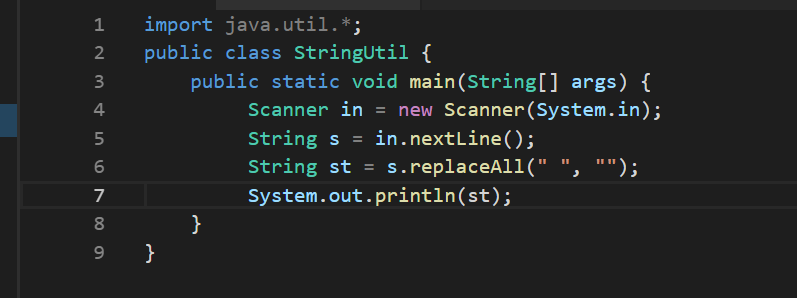 1 import java.util.*;
2 public class StringUtil {
3 public static void main(String[] args) {
4 Scanner in = new Scanner(System.in);
5 String s = in.nextLine();
6 String st = s.replaceAll(" ", "");
7 System.out.println(st);
8 }
9 }